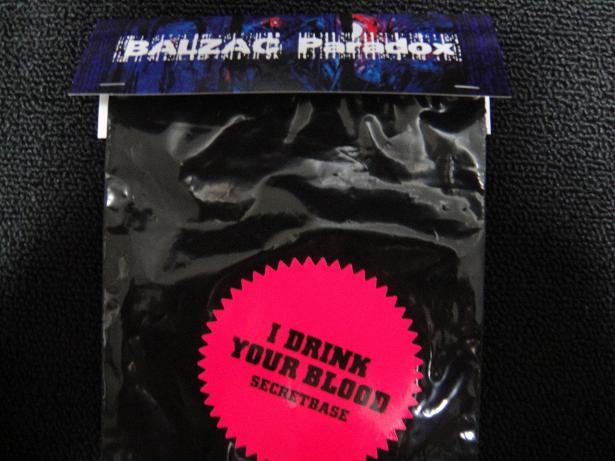 BALZAC Paradox
I DRINK
YOUR BLOOD
SECRETBASE